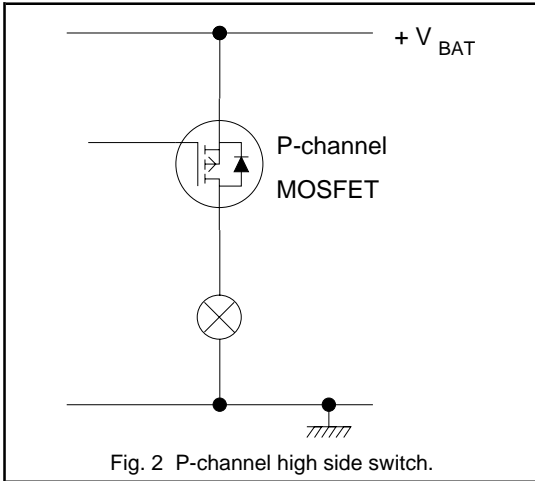 + V BAT
P-channel
MOSFET
Fig. 2 P-channel high side switch.